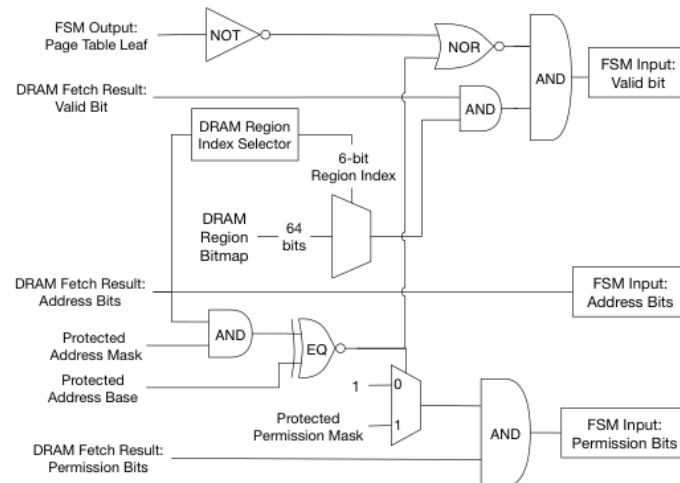 FSM Output:
Page Table Leaf
NOT
NOR
AND
FSM Input:
Valid bit
DRAM Fetch Result:
Valid Bit
AND
DRAM Region
Index Selector
6-bit
Region Index
DRAM
Region
Bitmap
64
bits
DRAM Fetch Result:
Address Bits
FSM Input:
Address Bits
Protected
Address Mask
AND
EQ
Protected
Address Base
1
0
Protected
Permission Mask
1
AND
FSM Input:
Permission Bits
DRAM Fetch Result:
Permission Bits